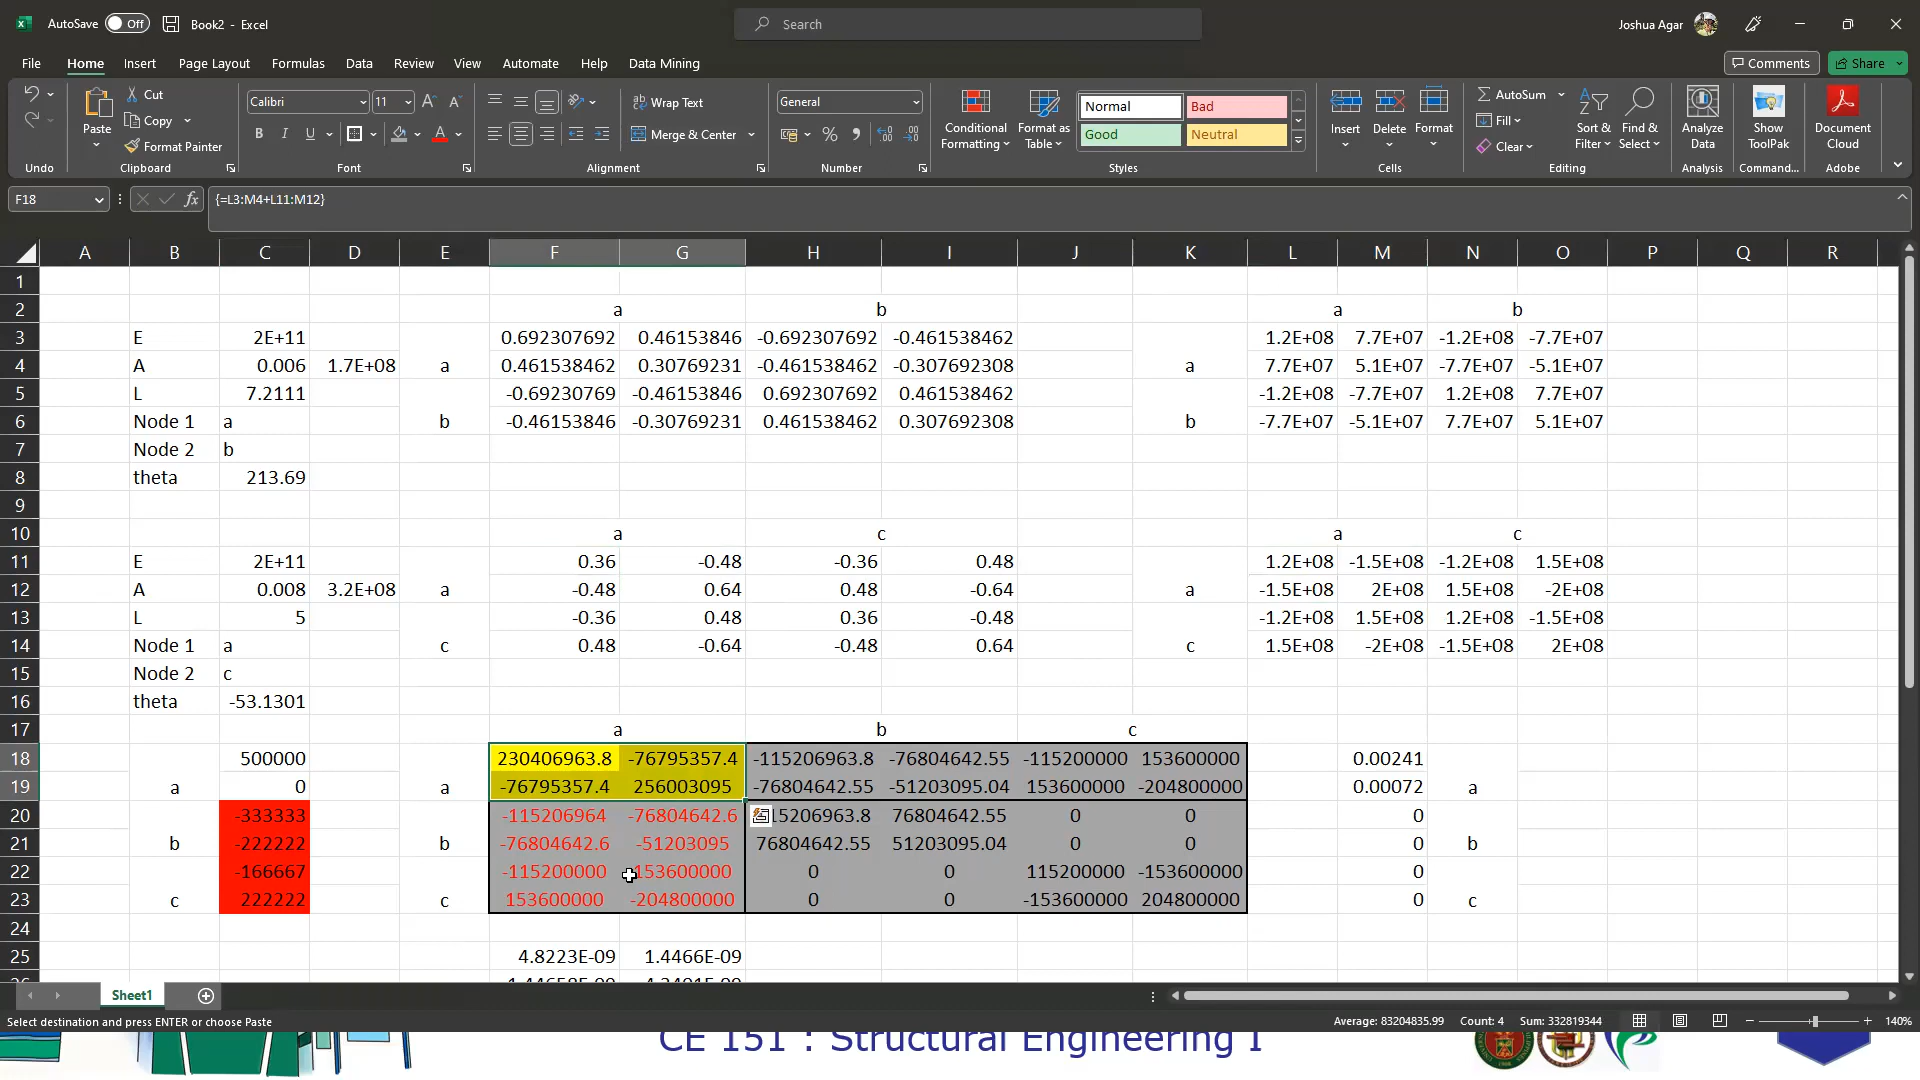 AutoSave Off Book2 - Excel Search Joshua Agar
File Home Insert Page Layout Formulas Data Review View Automate Help Data Mining Comments Share
Cut Calibri 11 Wrap Text General Normal Bad AutoSum
Copy Fill
Paste Format Painter Merge & Center Conditional Formatting Format as Table Good Neutral Insert Delete Format Clear Sort & Filter Find & Select Analyze Data Show ToolPak Document Cloud
Undo Clipboard Font Alignment Number Styles Cells Editing Analysis Command... Adobe
F18 fx {=L3:M4+L11:M12}
A B C D E F G H I J K L M N O P Q R
1
2 a b a b
3 E 2E+11 0.692307692 0.46153846 -0.692307692 -0.461538462 1.2E+08 7.7E+07 -1.2E+08 -7.7E+07
4 A 0.006 1.7E+08 a 0.461538462 0.30769231 -0.461538462 -0.307692308 a 7.7E+07 5.1E+07 -7.7E+07 -5.1E+07
5 L 7.2111 -0.69230769 -0.46153846 0.692307692 0.461538462 -1.2E+08 -7.7E+07 1.2E+08 7.7E+07
6 Node 1 a b -0.46153846 -0.30769231 0.461538462 0.307692308 b -7.7E+07 -5.1E+07 7.7E+07 5.1E+07
7 Node 2 b
8 theta 213.69
9
10 a c a c
11 E 2E+11 0.36 -0.48 -0.36 0.48 1.2E+08 -1.5E+08 -1.2E+08 1.5E+08
12 A 0.008 3.2E+08 a -0.48 0.64 0.48 -0.64 a -1.5E+08 2E+08 1.5E+08 -2E+08
13 L 5 -0.36 0.48 0.36 -0.48 -1.2E+08 1.5E+08 1.2E+08 -1.5E+08
14 Node 1 a c 0.48 -0.64 -0.48 0.64 c 1.5E+08 -2E+08 -1.5E+08 2E+08
15 Node 2 c
16 theta -53.1301
17 a b c
18 500000 230406963.8 -76795357.4 -115206963.8 -76804642.55 -115200000 153600000 0.00241
19 a 0 a -76795357.4 256003095 -76804642.55 -51203095.04 153600000 -204800000 0.00072 a
20 -333333 -115206964 -76804642.6 15206963.8 76804642.55 0 0 0
21 b -222222 b -76804642.6 -51203095 76804642.55 51203095.04 0 0 0 b
22 -166667 -115200000 153600000 0 0 115200000 -153600000 0
23 c 222222 c 153600000 -204800000 0 0 -153600000 204800000 0 c
24
25 4.8223E-09 1.4466E-09
Sheet1
Select destination and press ENTER or choose Paste Average: 83204835.99 Count: 4 Sum: 332819344 140%
CE 151 : Structural Engineering I